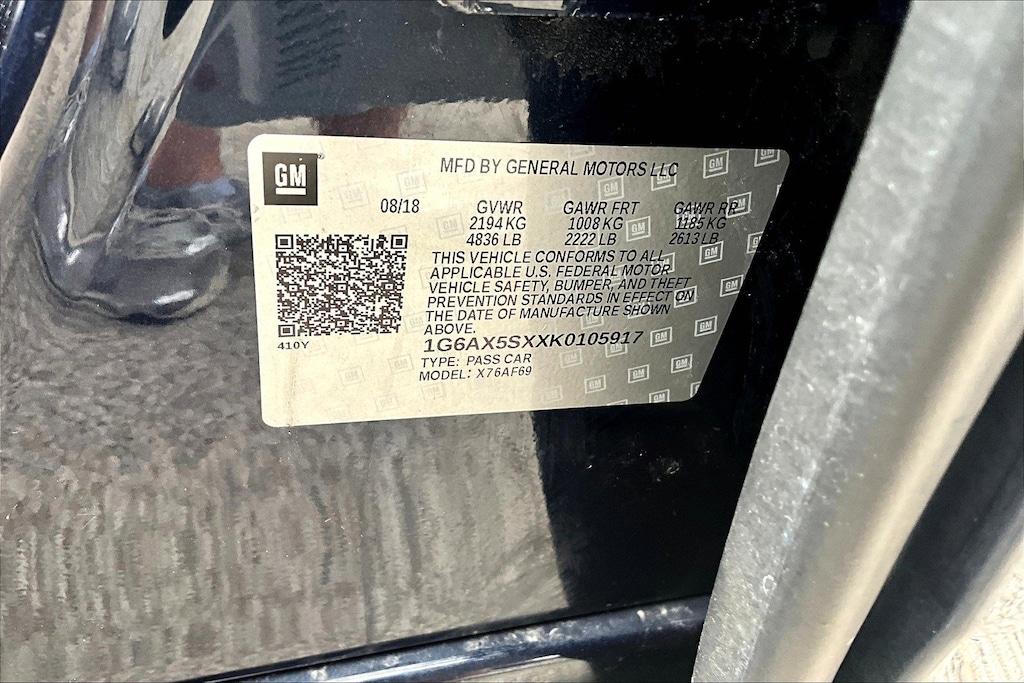 GM
MFD BY GENERAL MOTORS LLC
08/18 GVWR GAWR FRT GAWR RR
2194 KG 1008 KG 1185 KG
4836 LB 2222 LB 2613 LB
THIS VEHICLE CONFORMS TO ALL
APPLICABLE U.S. FEDERAL MOTOR
VEHICLE SAFETY, BUMPER, AND THEFT
PREVENTION STANDARDS IN EFFECT ON
THE DATE OF MANUFACTURE SHOWN
ABOVE.
410Y
1G6AX5SXXK0105917
TYPE: PASS CAR
MODEL: X76AF69